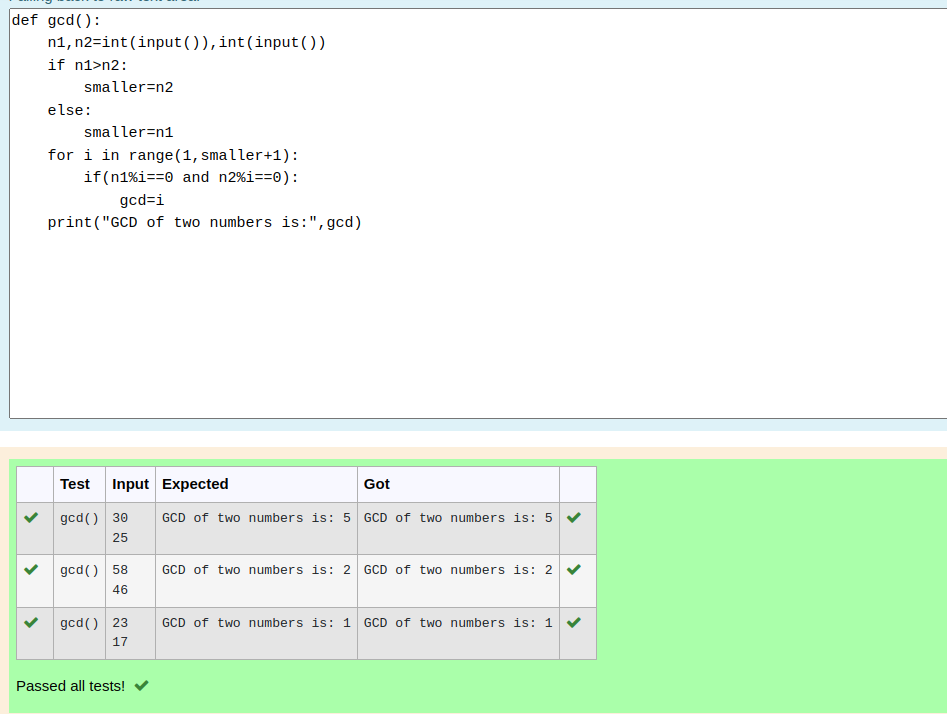 def gcd():
    n1,n2=int(input()),int(input())
    if n1>n2:
        smaller=n2
    else:
        smaller=n1
    for i in range(1,smaller+1):
        if(n1%i==0 and n2%i==0):
            gcd=i
    print("GCD of two numbers is:",gcd)
Test Input Expected Got
gcd() 30 GCD of two numbers is: 5 GCD of two numbers is: 5
25
gcd() 58 GCD of two numbers is: 2 GCD of two numbers is: 2
46
gcd() 23 GCD of two numbers is: 1 GCD of two numbers is: 1
17
Passed all tests!